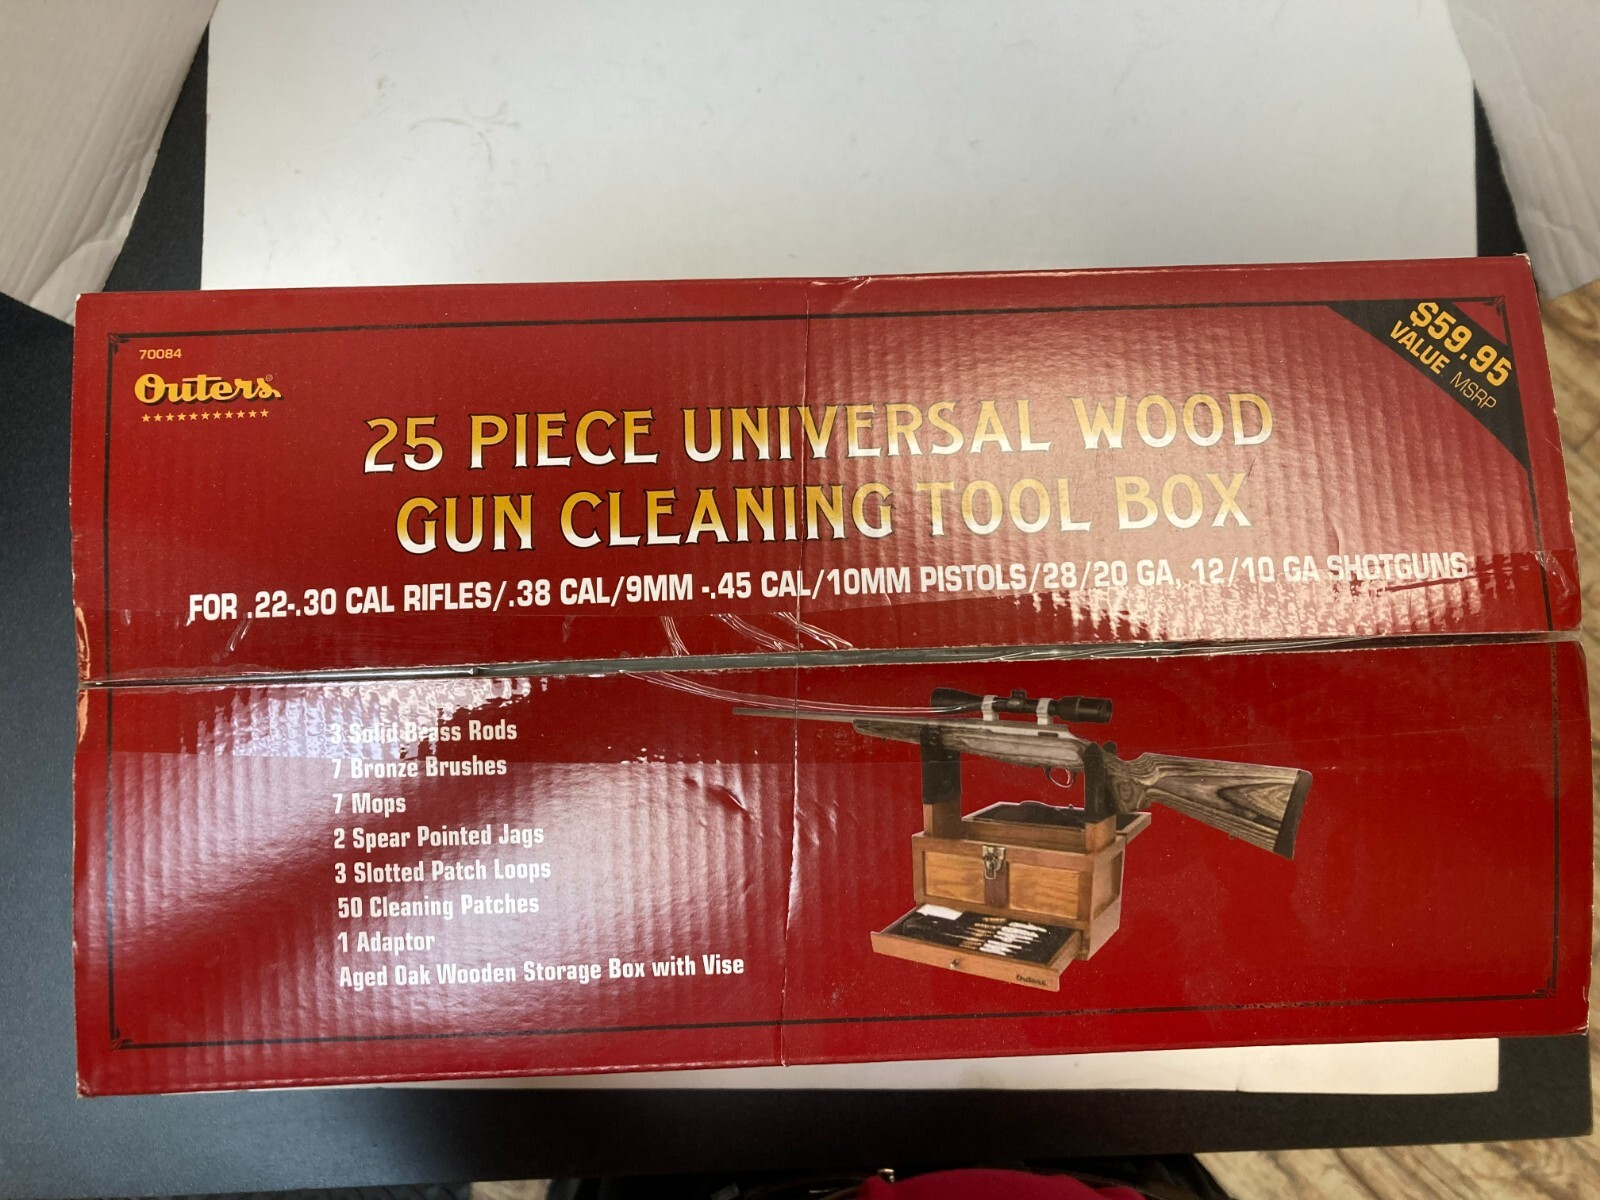 70084
Outers®
$59.95
VALUE MSRP
25 PIECE UNIVERSAL WOOD
GUN CLEANING TOOL BOX
FOR .22-.30 CAL RIFLES/.38 CAL/9MM -.45 CAL/10MM PISTOLS/28/20 GA, 12/10 GA SHOTGUNS
3 Solid Brass Rods
7 Bronze Brushes
7 Mops
2 Spear Pointed Jags
3 Slotted Patch Loops
50 Cleaning Patches
1 Adaptor
Aged Oak Wooden Storage Box with Vise
Outers